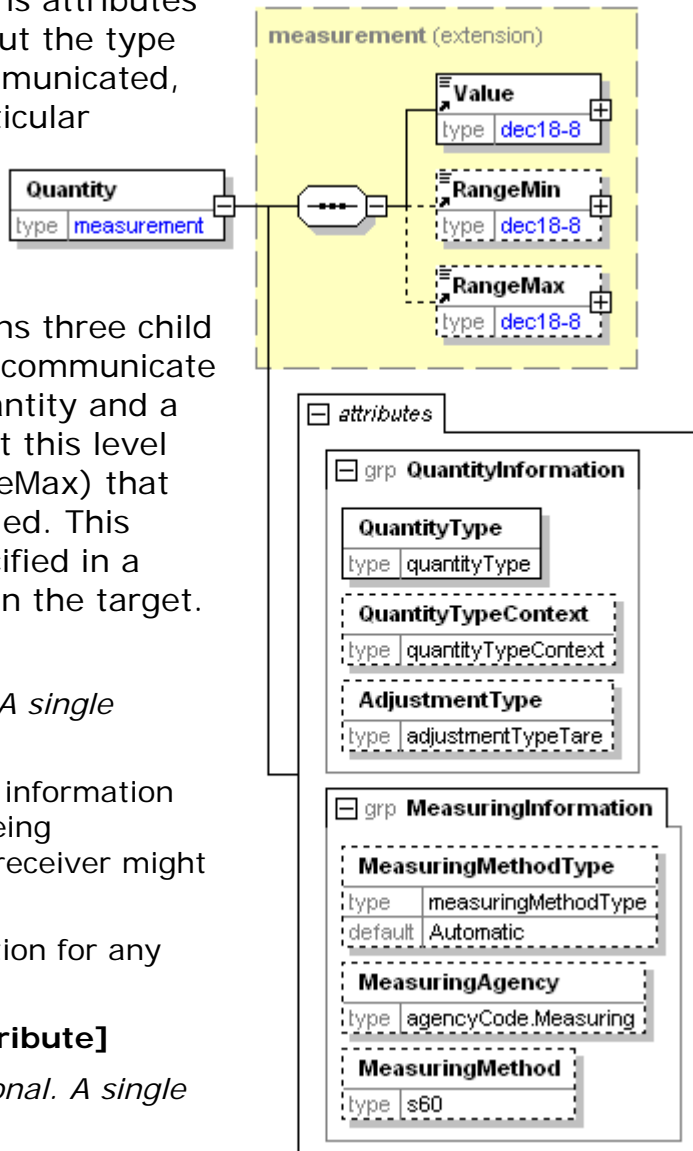 is attributes
ut the type
municated,
ticular
ns three child
communicate
antity and a
t this level
eMax) that
ed. This
cified in a
n the target.
A single
information
eing
receiver might
ion for any
ribute]
onal. A single
measurement (extension)
Value
type dec18-8
Quantity
type measurement
RangeMin
type dec18-8
RangeMax
type dec18-8
attributes
grp QuantityInformation
QuantityType
type quantityType
QuantityTypeContext
type quantityTypeContext
AdjustmentType
type adjustmentTypeTare
grp MeasuringInformation
MeasuringMethodType
type measuringMethodType
default Automatic
MeasuringAgency
type agencyCode.Measuring
MeasuringMethod
type s60